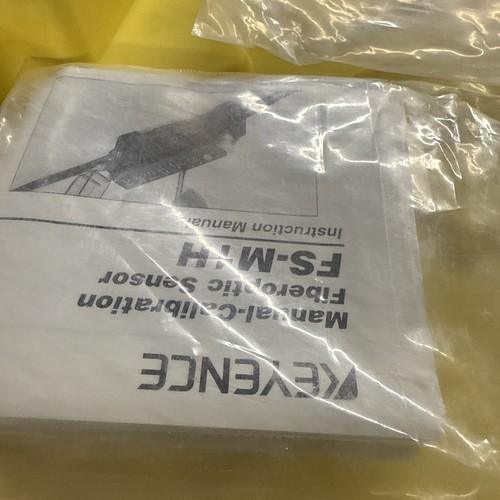 KEYENCE
Manual-Calibration
Fiberoptic Sensor
FS-M1H
Instruction Manual